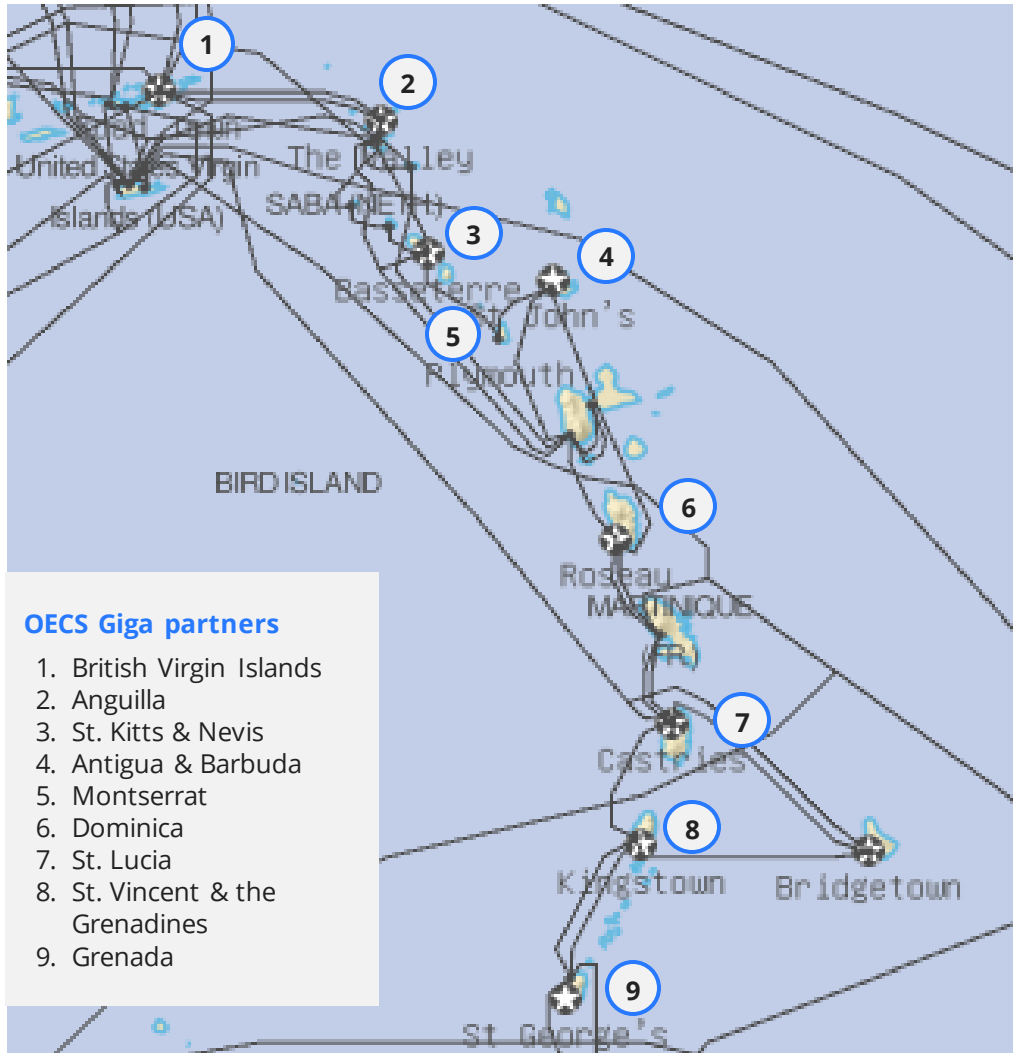 1
2
The Valley
United States Virgin
Islands (USA)
SABA (NETH)
3
4
Basseterre
St John's
5
Plymouth
BIRD ISLAND
6
Roseau
MARTINIQUE
(FR)
7
Castries
8
Kingstown
Bridgetown
9
St George's
OECS Giga partners
1. British Virgin Islands
2. Anguilla
3. St. Kitts & Nevis
4. Antigua & Barbuda
5. Montserrat
6. Dominica
7. St. Lucia
8. St. Vincent & the
Grenadines
9. Grenada